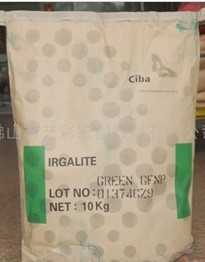 Ciba
IRGALITE
GREEN GFNP
LOT NO: 01374GZ9
NET : 10Kg